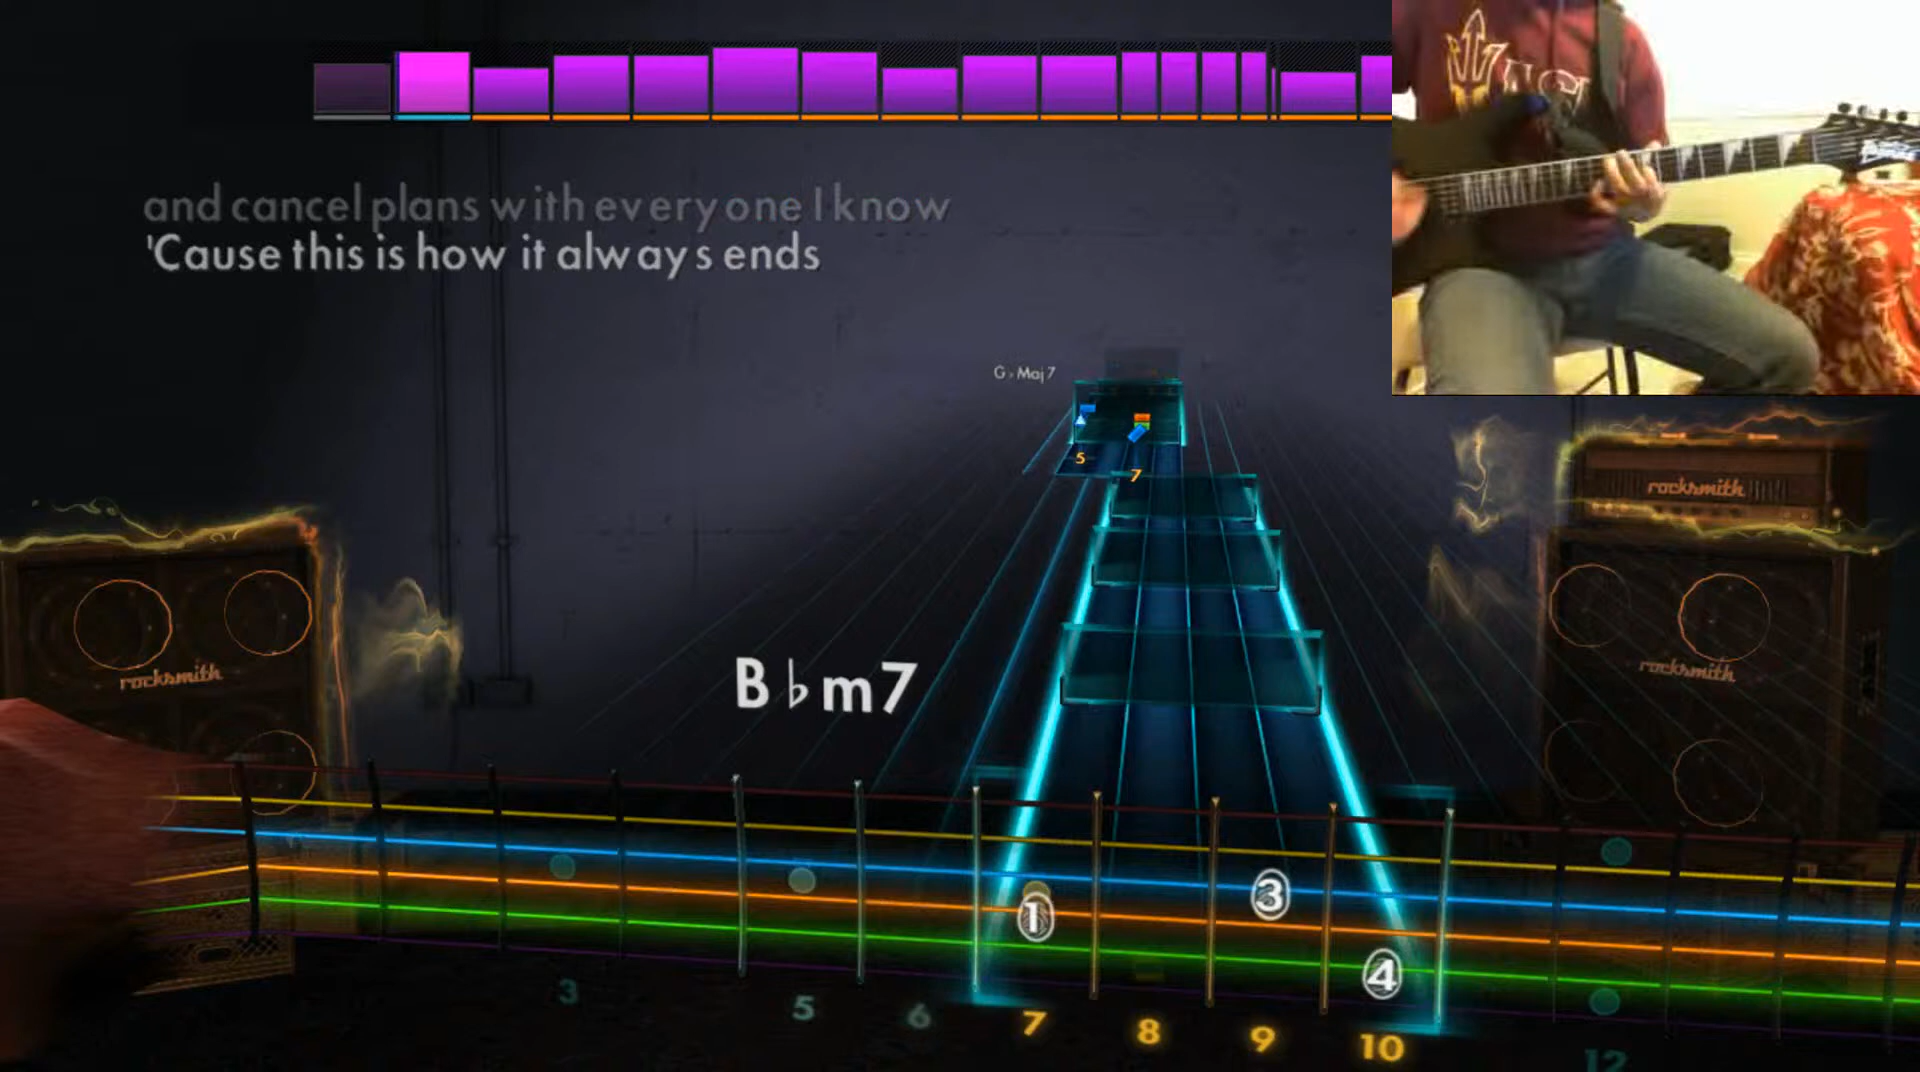 ASU
and cancel plans with everyone I know
'Cause this is how it always ends
G♭Maj7
5
7
rocksmith
rocksmith
rocksmith
B♭m7
1
3
4
3
5
6
7
8
9
10
12